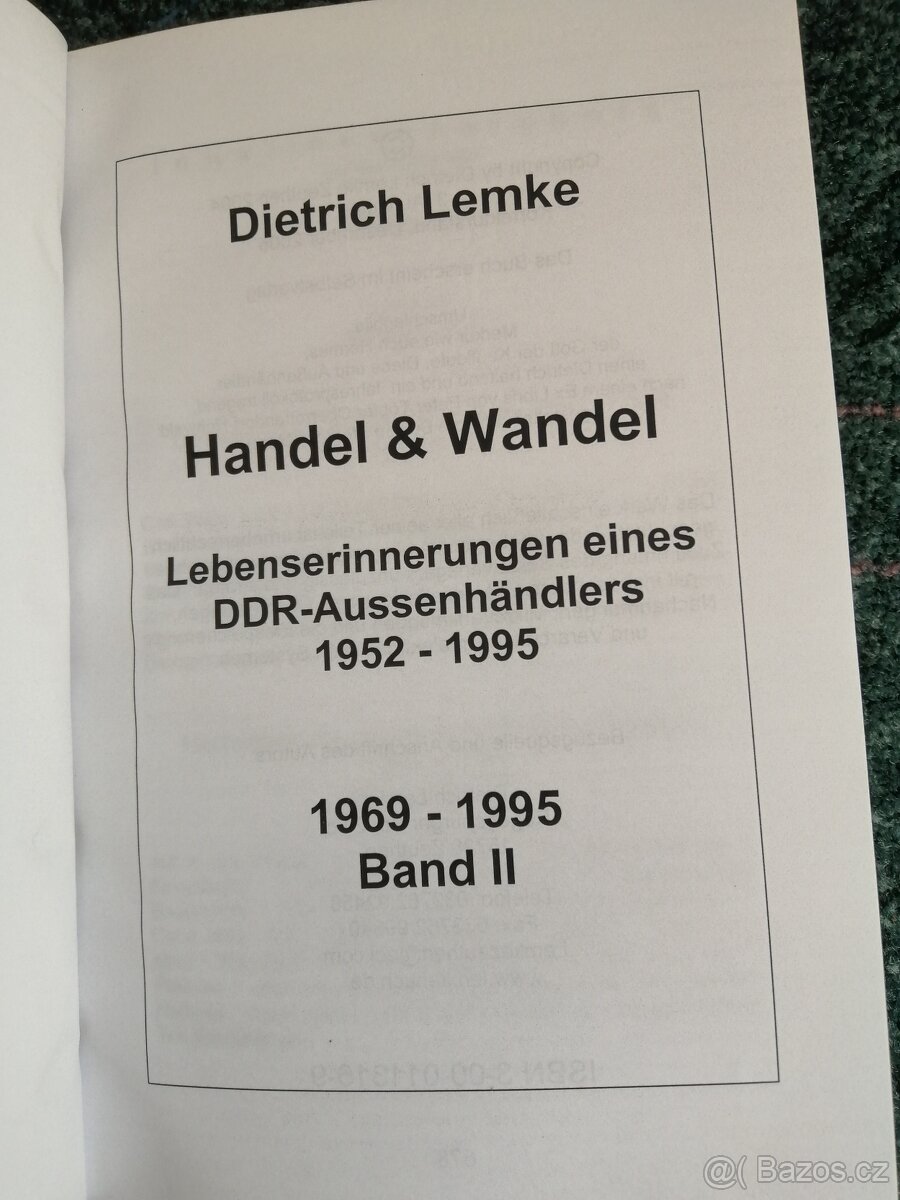 Dietrich Lemke
Handel & Wandel
Lebenserinnerungen eines
DDR-Aussenhändlers
1952 - 1995
1969 - 1995
Band II
@( Bazos.cz